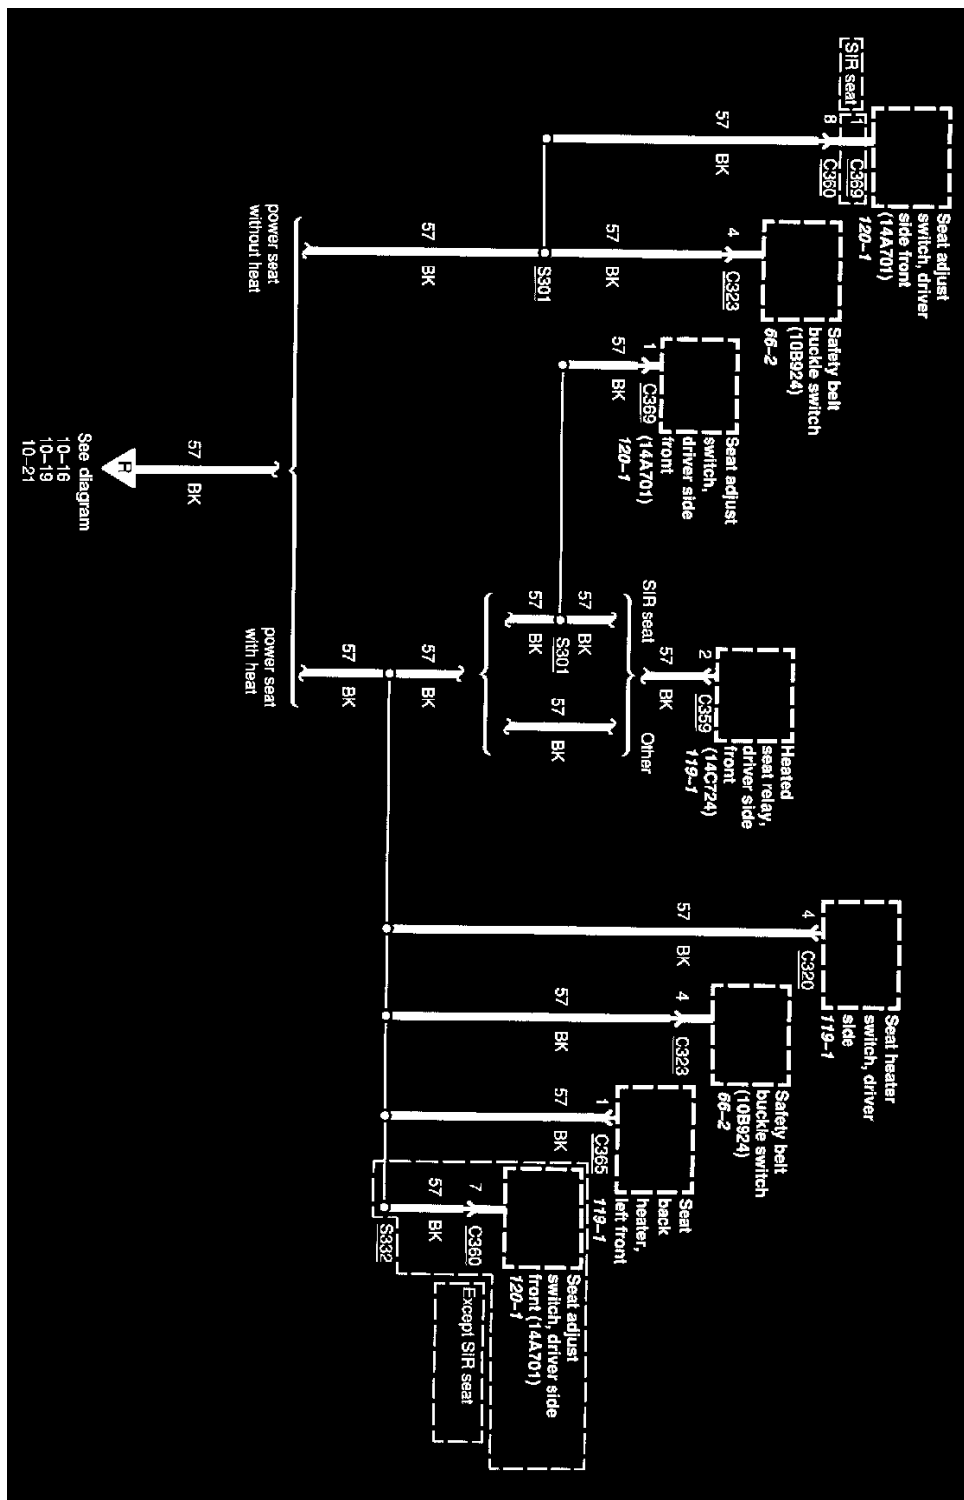 SIR seat
8
1
C369
C360
Seat adjust
switch, driver
side front
(14A701)
120-1
57
BK
4
C323
Safety belt
buckle switch
(10B924)
66-2
57
BK
S301
57
BK
power seat
without heat
1
C369
Seat adjust
switch,
driver side
front
(14A701)
120-1
57
BK
57
BK
R
See diagram
10-16
10-19
10-21
SIR seat
57
BK
57
BK
S301
57
BK
Other
2
C359
57
BK
Heated
seat relay,
driver side
front
(14C724)
119-1
57
BK
57
BK
power seat
with heat
4
C320
57
BK
Seat heater
switch, driver
side
119-1
4
C323
57
BK
Safety belt
buckle switch
(10B924)
66-2
1
C365
57
BK
Seat
back
heater,
left front
119-1
7
C360
57
BK
S332
Seat adjust
switch, driver side
front (14A701)
120-1
Except SIR seat